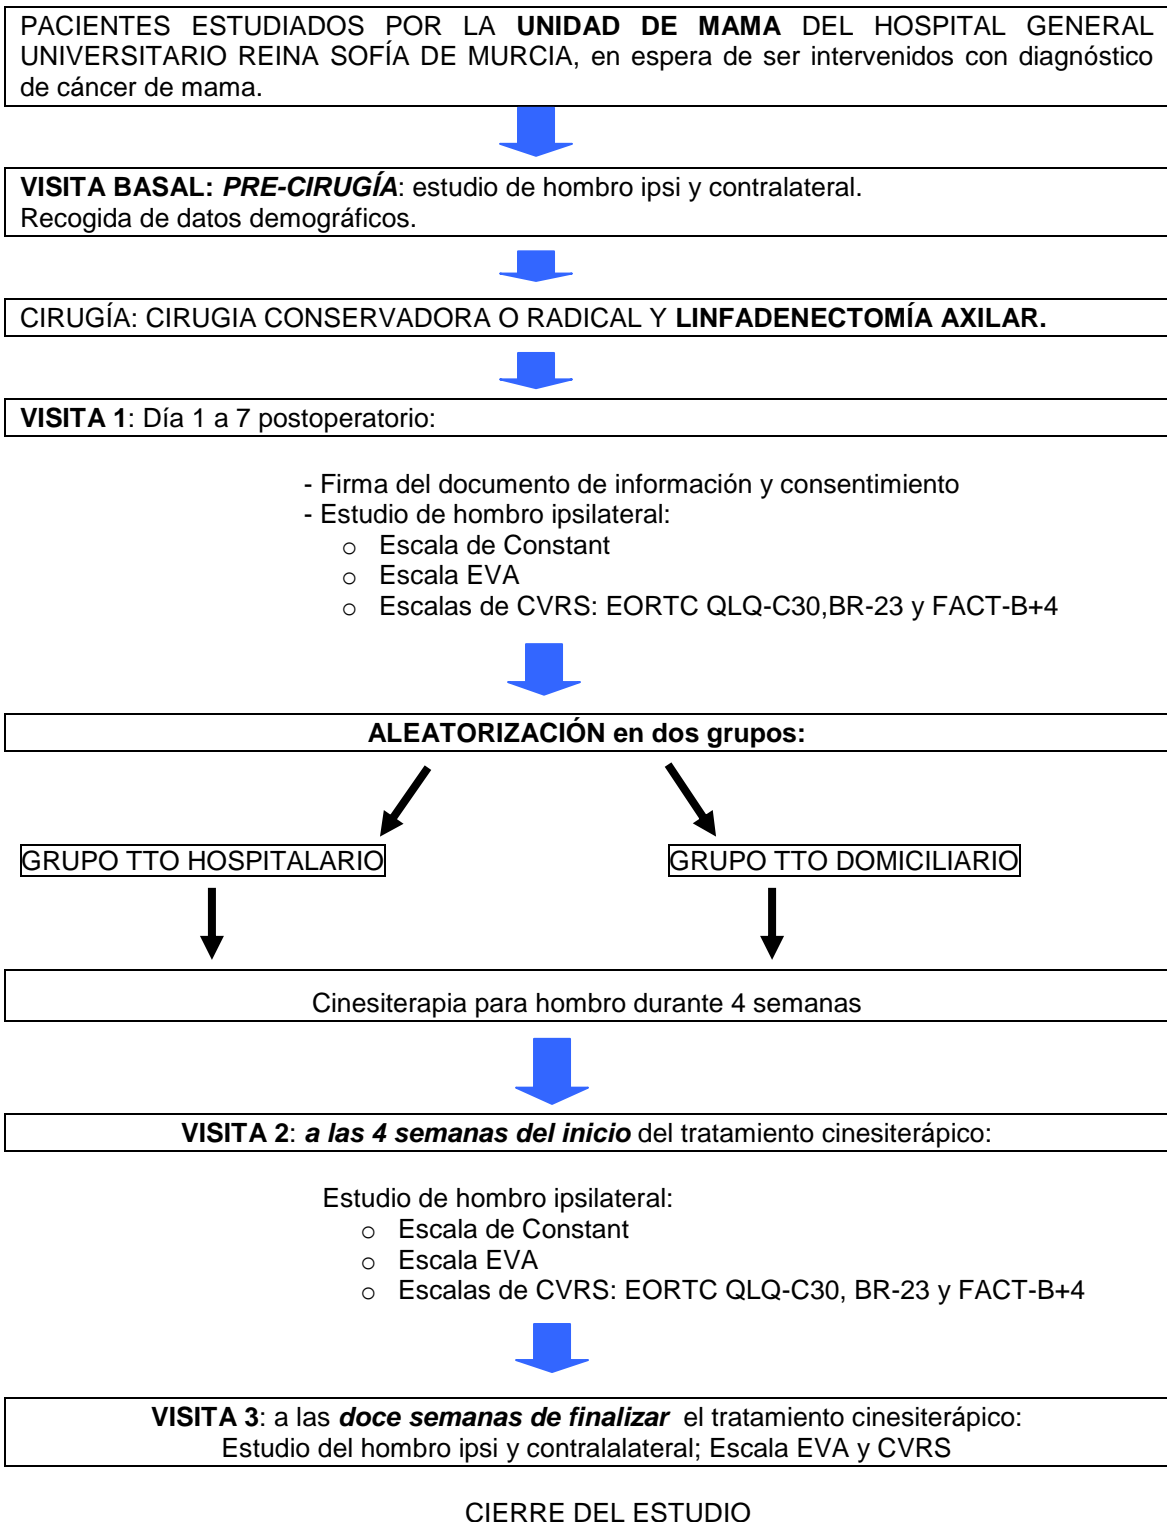 PACIENTES ESTUDIADOS POR LA UNIDAD DE MAMA DEL HOSPITAL GENERAL
UNIVERSITARIO REINA SOFÍA DE MURCIA, en espera de ser intervenidos con diagnóstico
de cáncer de mama.
VISITA BASAL: PRE-CIRUGÍA: estudio de hombro ipsi y contralateral.
Recogida de datos demográficos.
CIRUGÍA: CIRUGIA CONSERVADORA O RADICAL Y LINFADENECTOMÍA AXILAR.
VISITA 1: Día 1 a 7 postoperatorio:
- Firma del documento de información y consentimiento
- Estudio de hombro ipsilateral:
o Escala de Constant
o Escala EVA
o Escalas de CVRS: EORTC QLQ-C30,BR-23 y FACT-B+4
ALEATORIZACIÓN en dos grupos:
GRUPO TTO HOSPITALARIO
GRUPO TTO DOMICILIARIO
Cinesiterapia para hombro durante 4 semanas
VISITA 2: a las 4 semanas del inicio del tratamiento cinesiterápico:
Estudio de hombro ipsilateral:
o Escala de Constant
o Escala EVA
o Escalas de CVRS: EORTC QLQ-C30, BR-23 y FACT-B+4
VISITA 3: a las doce semanas de finalizar el tratamiento cinesiterápico:
Estudio del hombro ipsi y contralalateral; Escala EVA y CVRS
CIERRE DEL ESTUDIO